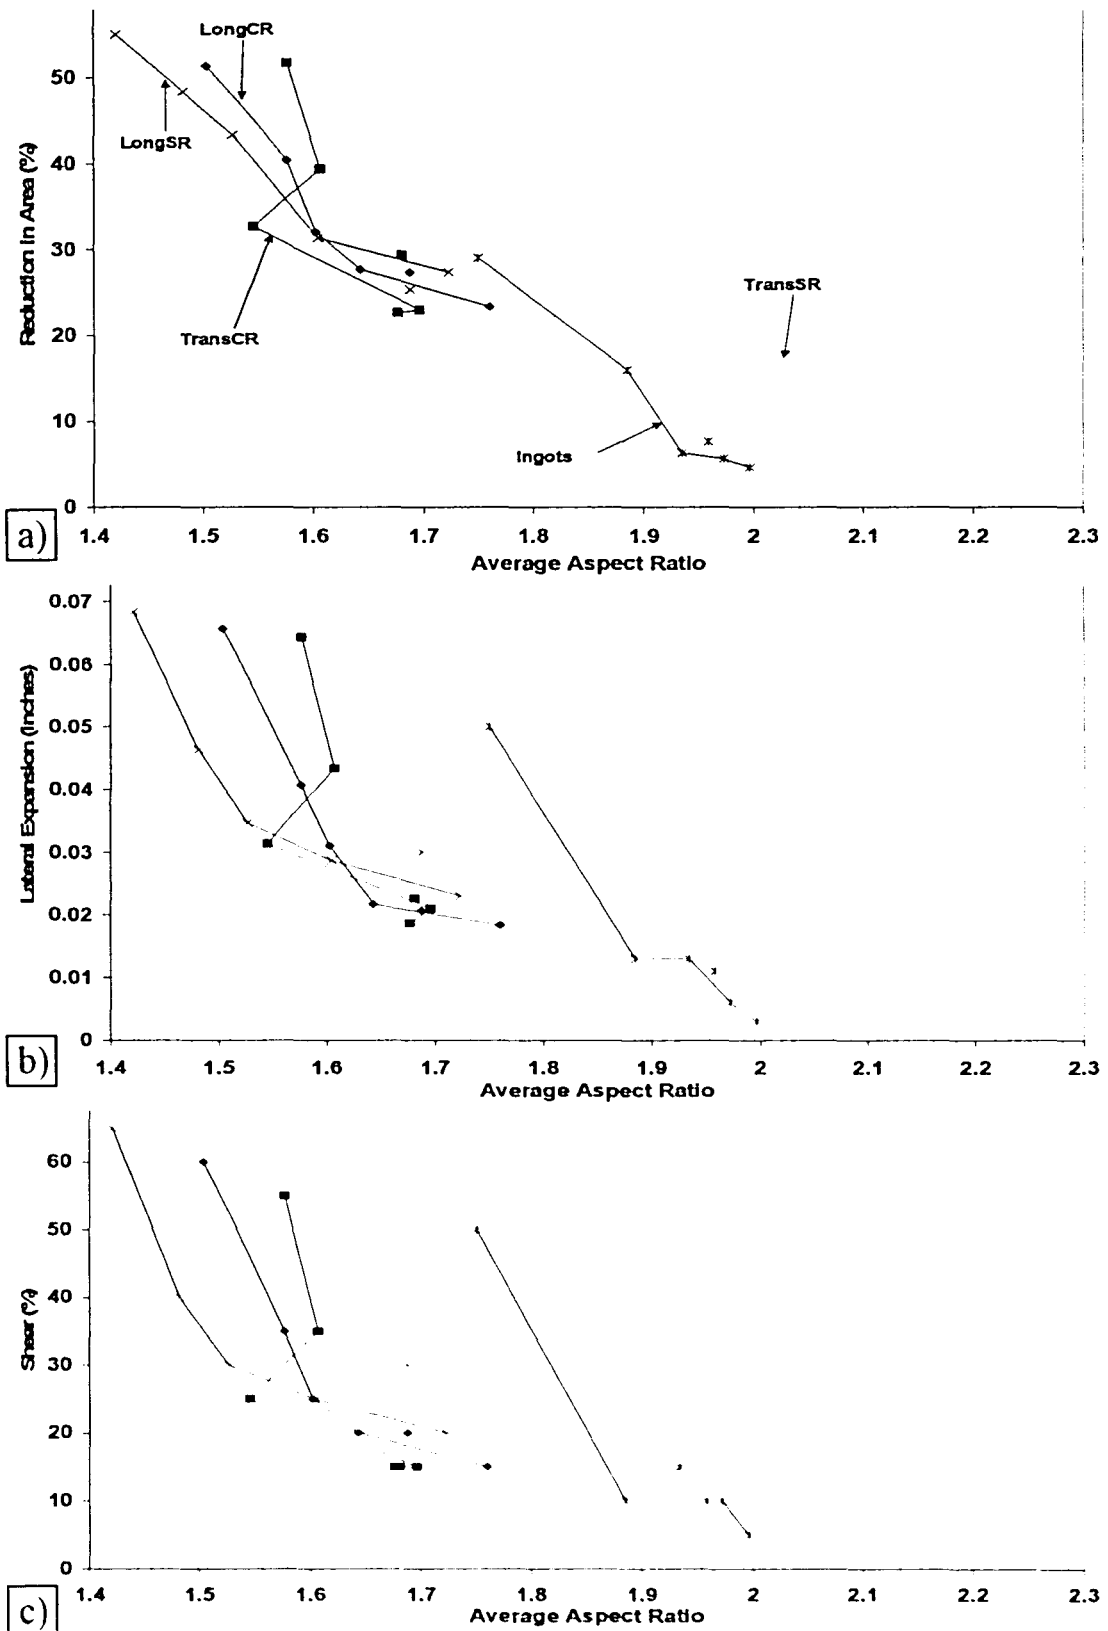 LongCR
50
LongSR
40
Reduction in Area (%)
30
TransSR
TransCR
20
10
Ingots
0
a)
1.4 1.5 1.6 1.7 1.8 1.9 2 2.1 2.2 2.3
Average Aspect Ratio
0.07
0.06
0.05
Lateral Expansion (Inches)
0.04
0.03
0.02
0.01
0
b)
1.4 1.5 1.6 1.7 1.8 1.9 2 2.1 2.2 2.3
Average Aspect Ratio
60
50
40
Shear (%)
30
20
10
0
c)
1.4 1.5 1.6 1.7 1.8 1.9 2 2.1 2.2 2.3
Average Aspect Ratio